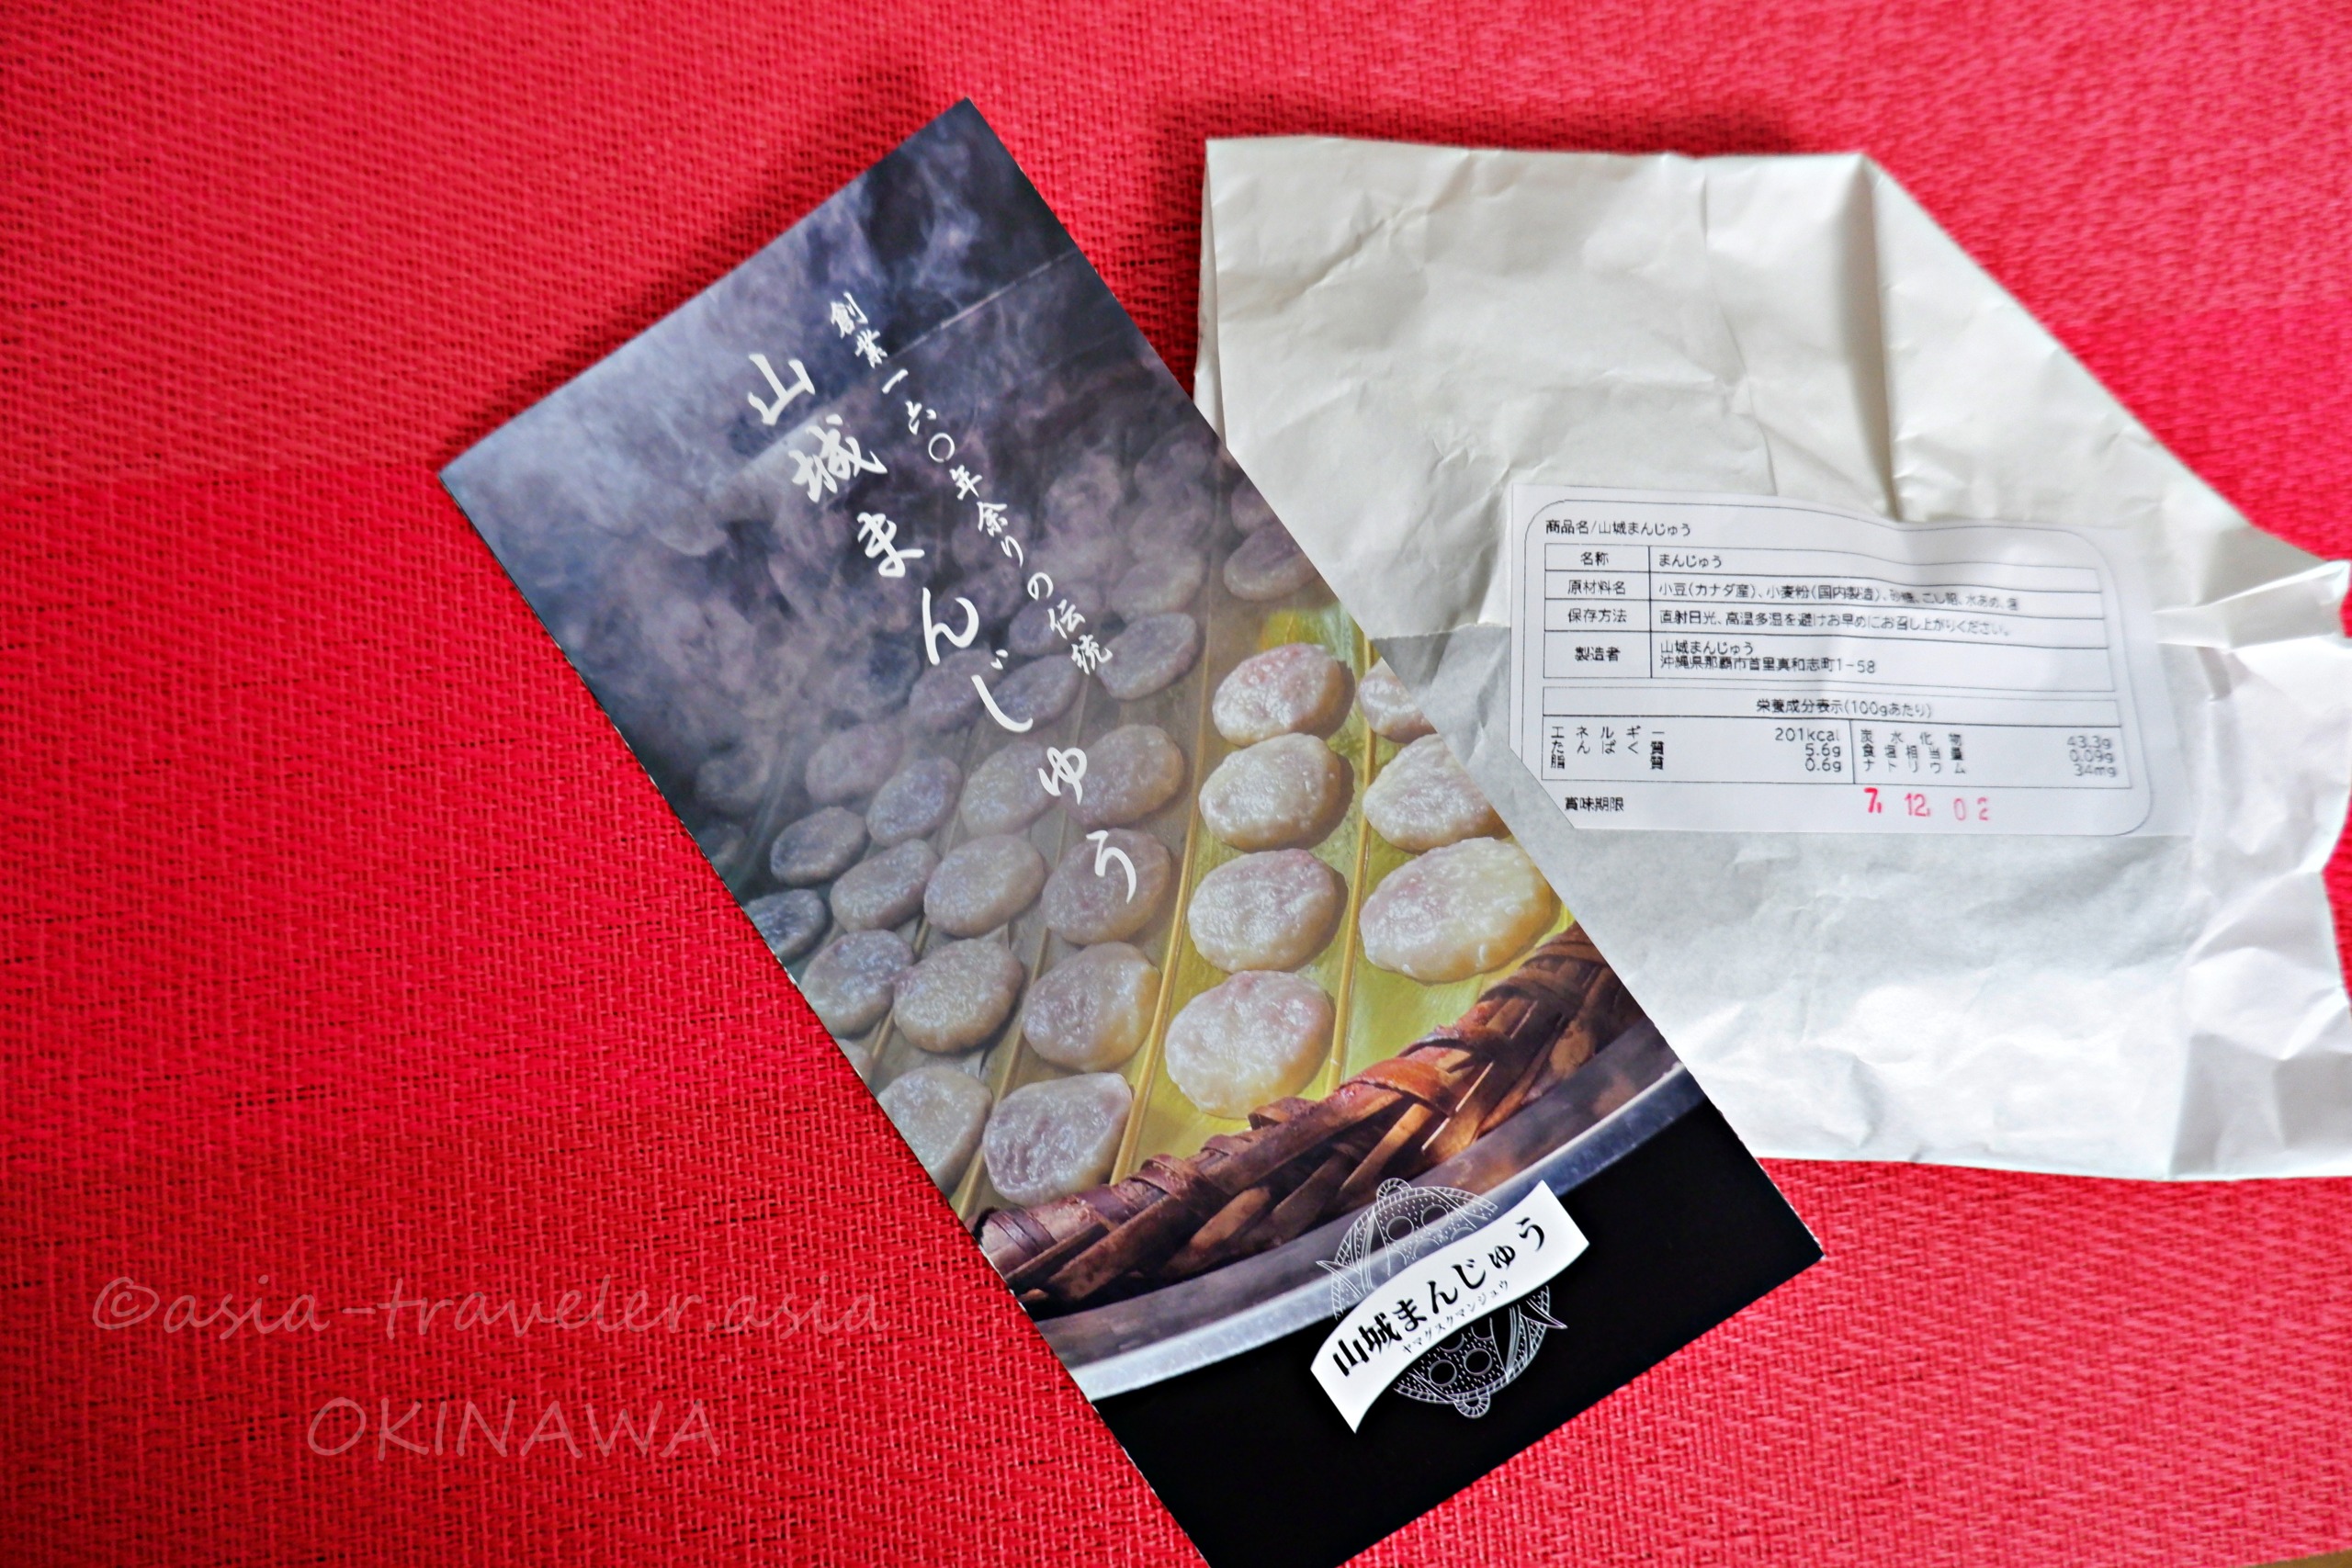 創業一六〇年余りの伝統
山城まんじゅう
山城まんじゅう
ヤマグスクマンジュウ
商品名/山城まんじゅう
名称 まんじゅう
原材料名 小豆(カナダ産)、小麦粉(国内製造)、砂糖、こし餡、水あめ、塩
保存方法 直射日光、高温多湿を避けお早めにお召し上がりください。
製造者 山城まんじゅう
沖縄県那覇市首里真和志町1-58
栄養成分表示(100gあたり)
エネルギー 201kcal 炭水化物 43.3g
たんぱく質 5.6g 食塩相当量 0.09g
脂質 0.6g ナトリウム 34mg
賞味期限 7. 12. 02
©asia-traveler.asia
OKINAWA